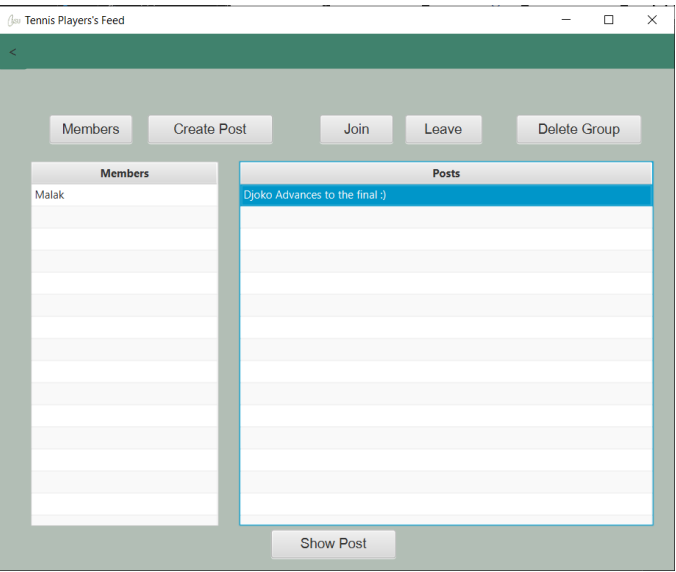 Tennis Players's Feed
<
Members Create Post Join Leave Delete Group
Members Posts
Malak Djoko Advances to the final :)
Show Post